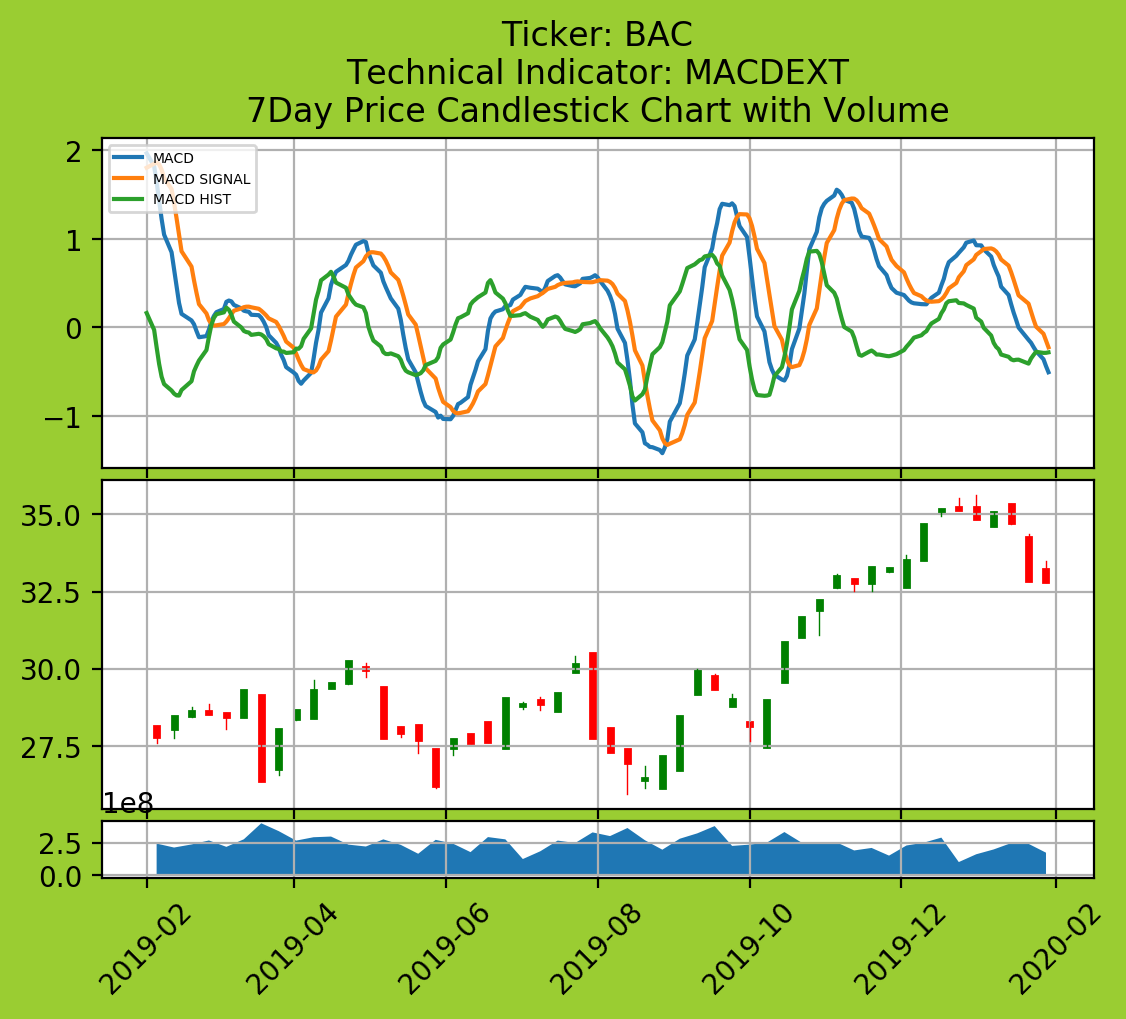 Ticker: BAC
Technical Indicator: MACDEXT
7Day Price Candlestick Chart with Volume
MACD
MACD SIGNAL
MACD HIST
2
1
0
−1
35.0
32.5
30.0
27.5
1e8
2.5
0.0
2019-02
2019-04
2019-06
2019-08
2019-10
2019-12
2020-02